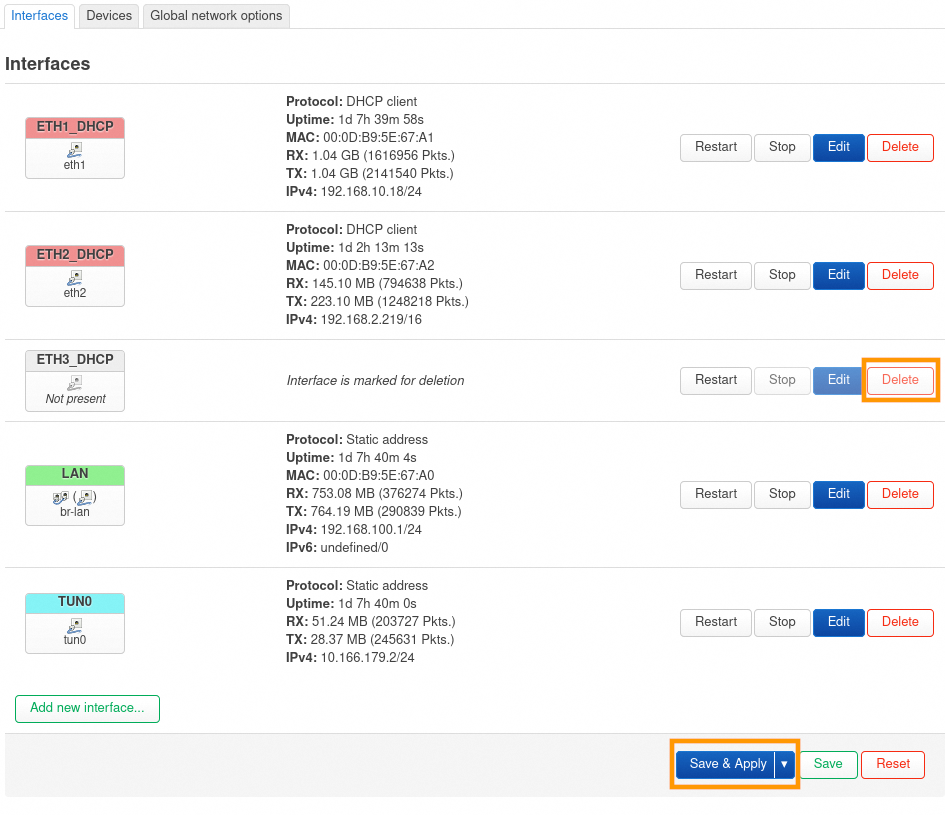 Interfaces Devices Global network options
Interfaces
ETH1_DHCP
eth1
Protocol: DHCP client
Uptime: 1d 7h 39m 58s
MAC: 00:0D:B9:5E:67:A1
RX: 1.04 GB (1616956 Pkts.)
TX: 1.04 GB (2141540 Pkts.)
IPv4: 192.168.10.18/24
Restart Stop Edit Delete
ETH2_DHCP
eth2
Protocol: DHCP client
Uptime: 1d 2h 13m 13s
MAC: 00:0D:B9:5E:67:A2
RX: 145.10 MB (794638 Pkts.)
TX: 223.10 MB (1248218 Pkts.)
IPv4: 192.168.2.219/16
Restart Stop Edit Delete
ETH3_DHCP
Not present
Interface is marked for deletion
Restart Stop Edit Delete
LAN
( )
br-lan
Protocol: Static address
Uptime: 1d 7h 40m 4s
MAC: 00:0D:B9:5E:67:A0
RX: 753.08 MB (376274 Pkts.)
TX: 764.19 MB (290839 Pkts.)
IPv4: 192.168.100.1/24
IPv6: undefined/0
Restart Stop Edit Delete
TUN0
tun0
Protocol: Static address
Uptime: 1d 7h 40m 0s
RX: 51.24 MB (203727 Pkts.)
TX: 28.37 MB (245631 Pkts.)
IPv4: 10.166.179.2/24
Restart Stop Edit Delete
Add new interface...
Save & Apply ▾ Save Reset